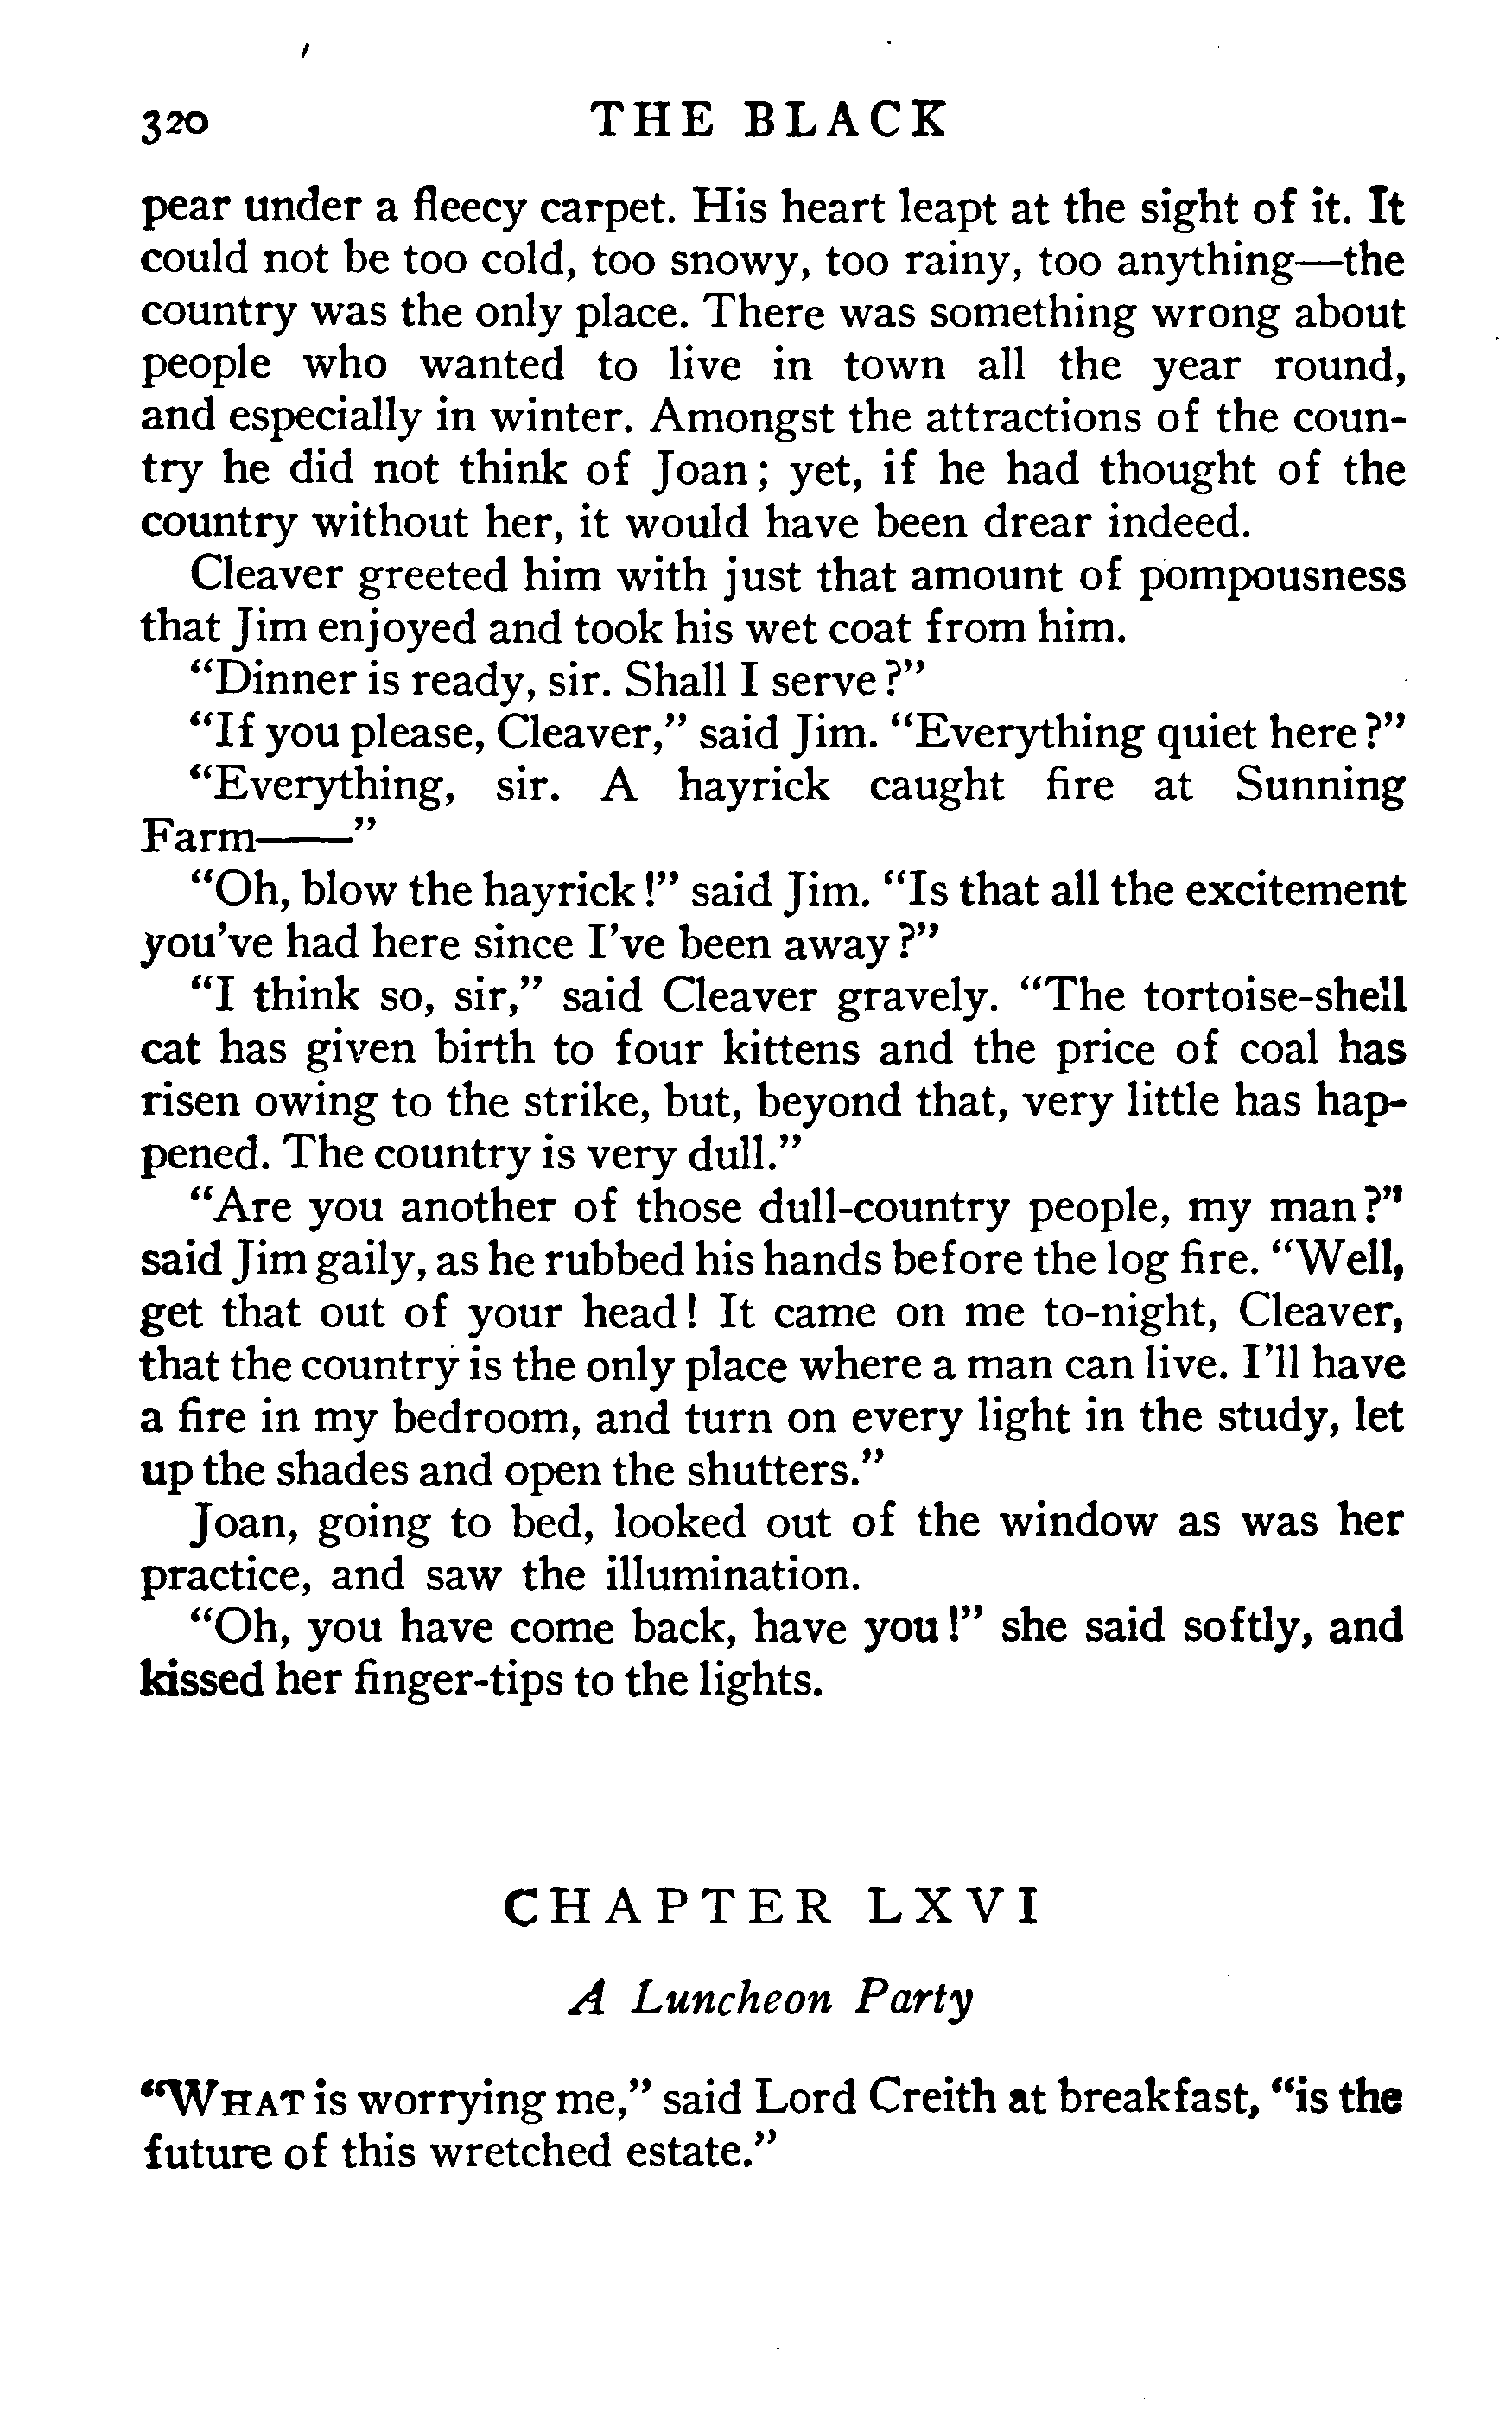 320 THE BLACK
pear under a fleecy carpet. His heart leapt at the sight of it. It
could not be too cold, too snowy, too rainy, too anything—the
country was the only place. There was something wrong about
people who wanted to live in town all the year round,
and especially in winter. Amongst the attractions of the coun-
try he did not think of Joan; yet, if he had thought of the
country without her, it would have been drear indeed.
Cleaver greeted him with just that amount of pompousness
that Jim enjoyed and took his wet coat from him.
“Dinner is ready, sir. Shall I serve?”
“If you please, Cleaver,” said Jim. “Everything quiet here?”
“Everything, sir. A hayrick caught fire at Sunning
Farm——”
“Oh, blow the hayrick!” said Jim. “Is that all the excitement
you’ve had here since I’ve been away?”
“I think so, sir,” said Cleaver gravely. “The tortoise-shell
cat has given birth to four kittens and the price of coal has
risen owing to the strike, but, beyond that, very little has hap-
pened. The country is very dull.”
“Are you another of those dull-country people, my man?”
said Jim gaily, as he rubbed his hands before the log fire. “Well,
get that out of your head! It came on me to-night, Cleaver,
that the country is the only place where a man can live. I’ll have
a fire in my bedroom, and turn on every light in the study, let
up the shades and open the shutters.”
Joan, going to bed, looked out of the window as was her
practice, and saw the illumination.
“Oh, you have come back, have you!” she said softly, and
kissed her finger-tips to the lights.
CHAPTER LXVI
A Luncheon Party
“WHAT is worrying me,” said Lord Creith at breakfast, “is the
future of this wretched estate.”